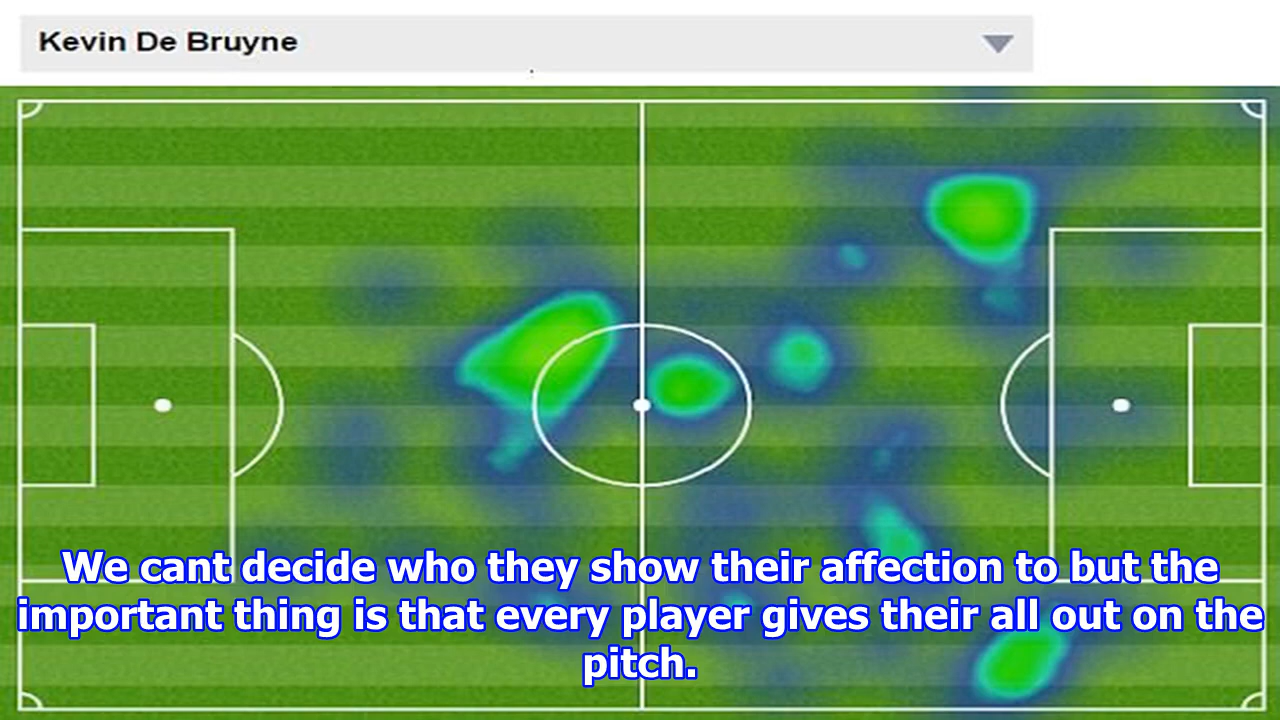 Kevin De Bruyne
We cant decide who they show their affection to but the
important thing is that every player gives their all out on the
pitch.